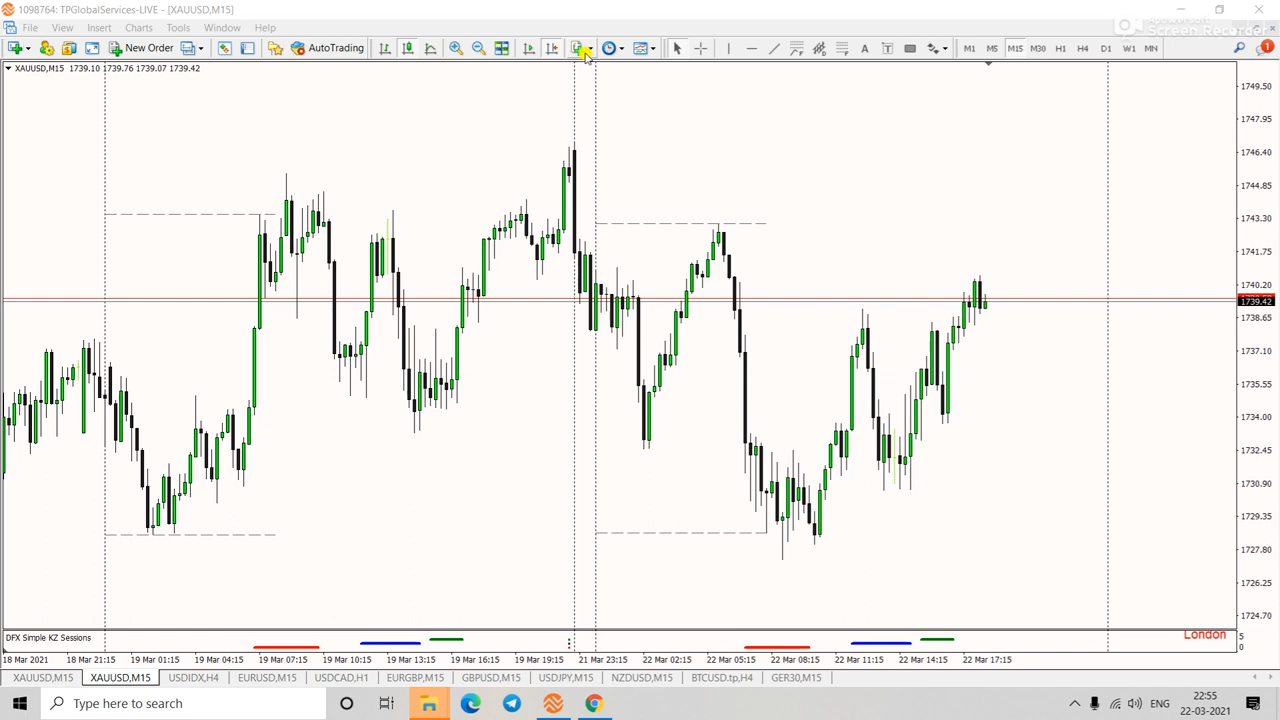 1098764: TPGlobalServices-LIVE - [XAUUSD,M15]
Apowersoft
Screen Recorder
File View Insert Charts Tools Window Help
New Order AutoTrading A T M1 M5 M15 M30 H1 H4 D1 W1 MN 1
XAUUSD,M15 1739.10 1739.76 1739.07 1739.42
1749.50
1747.95
1746.40
1744.85
1743.30
1741.75
1740.20
1739.42
1738.65
1737.10
1735.55
1734.00
1732.45
1730.90
1729.35
1727.80
1726.25
1724.70
DFX Simple KZ Sessions
London
5
0
18 Mar 2021 18 Mar 21:15 19 Mar 01:15 19 Mar 04:15 19 Mar 07:15 19 Mar 10:15 19 Mar 13:15 19 Mar 16:15 19 Mar 19:15 21 Mar 23:15 22 Mar 02:15 22 Mar 05:15 22 Mar 08:15 22 Mar 11:15 22 Mar 14:15 22 Mar 17:15
XAUUSD,M15 XAUUSD,M15 USDIDX,H4 EURUSD,M15 USDCAD,H1 EURGBP,M15 GBPUSD,M15 USDJPY,M15 NZDUSD,M15 BTCUSD.tp,H4 GER30,M15
Type here to search
ENG
22:55
22-03-2021